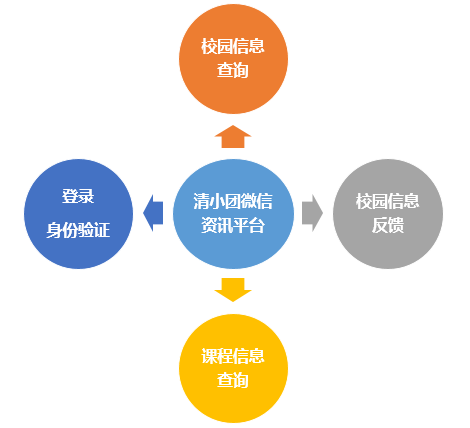 校园信息
查询
登录
身份验证
清小团微信
资讯平台
校园信息
反馈
课程信息
查询